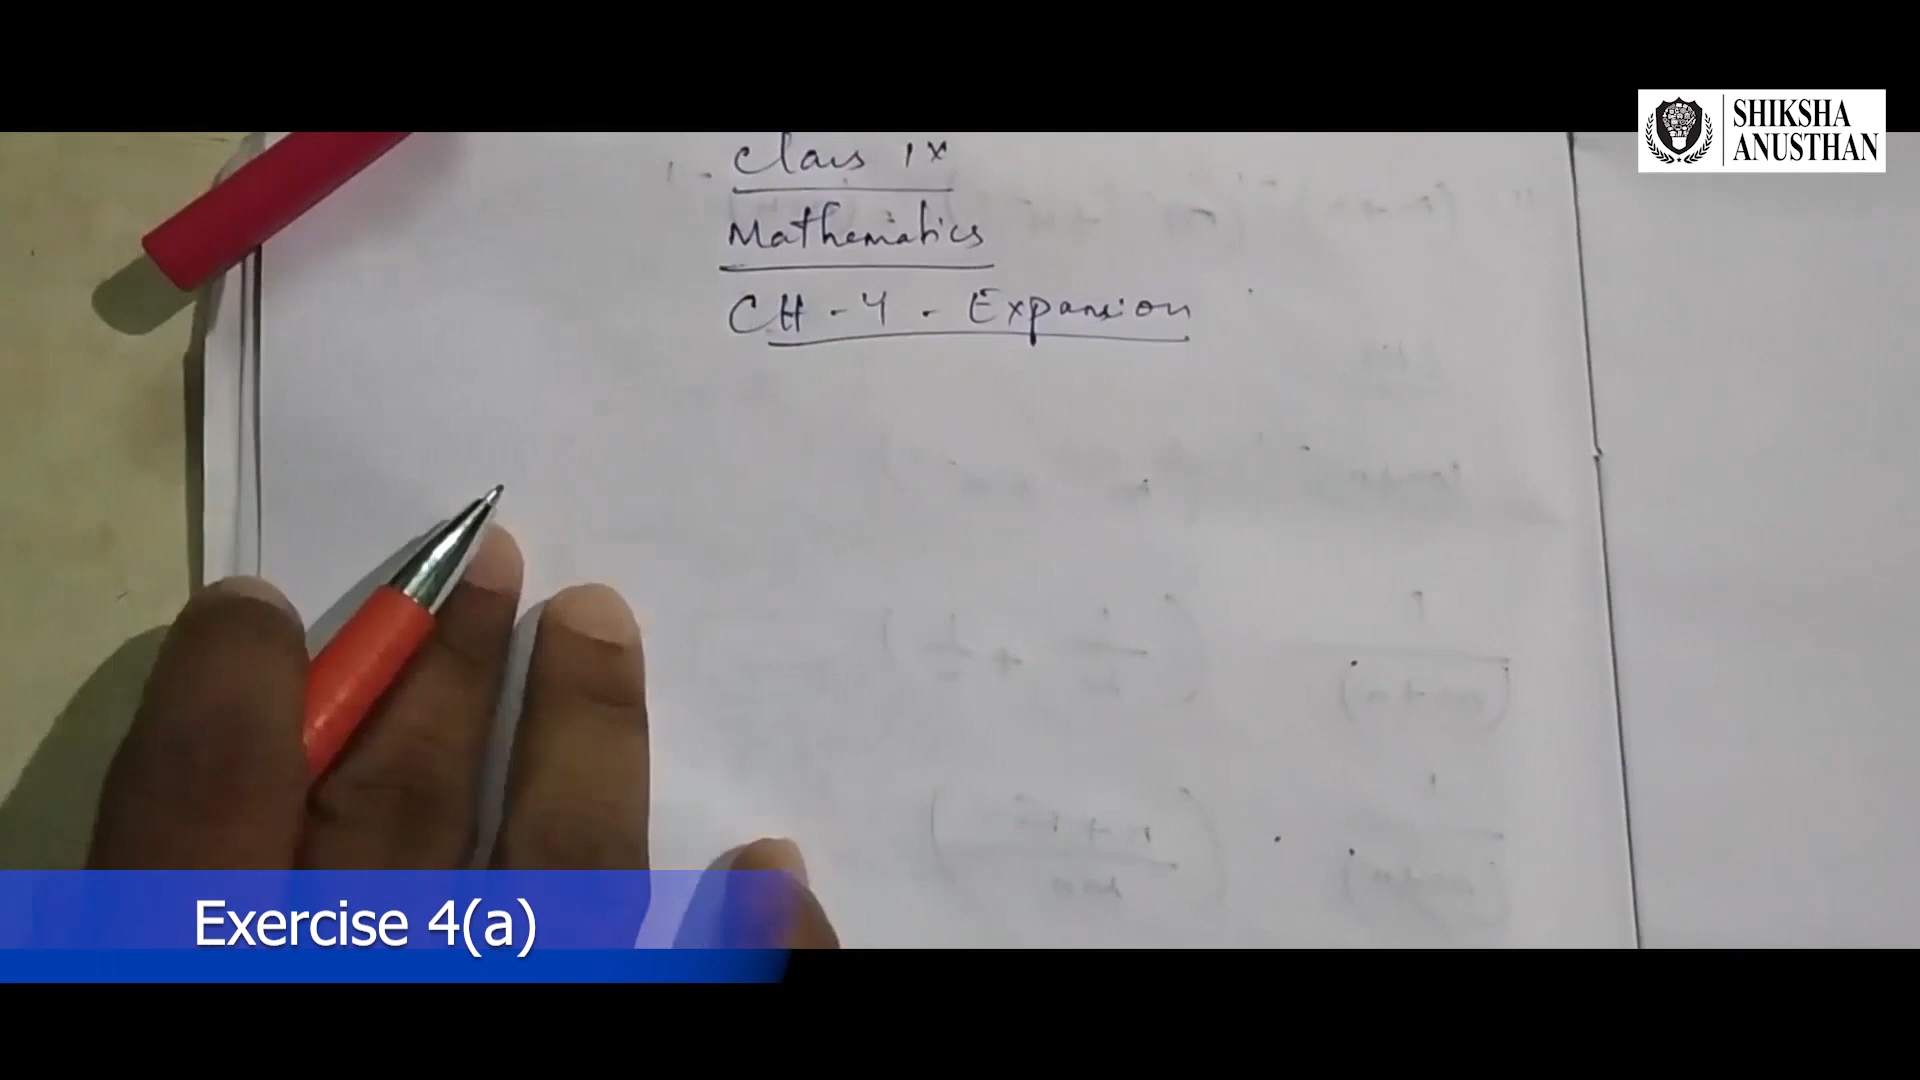 SHIKSHA
ANUSTHAN
Class IX
Mathematics
CH - 4 - Expansion
Exercise 4(a)